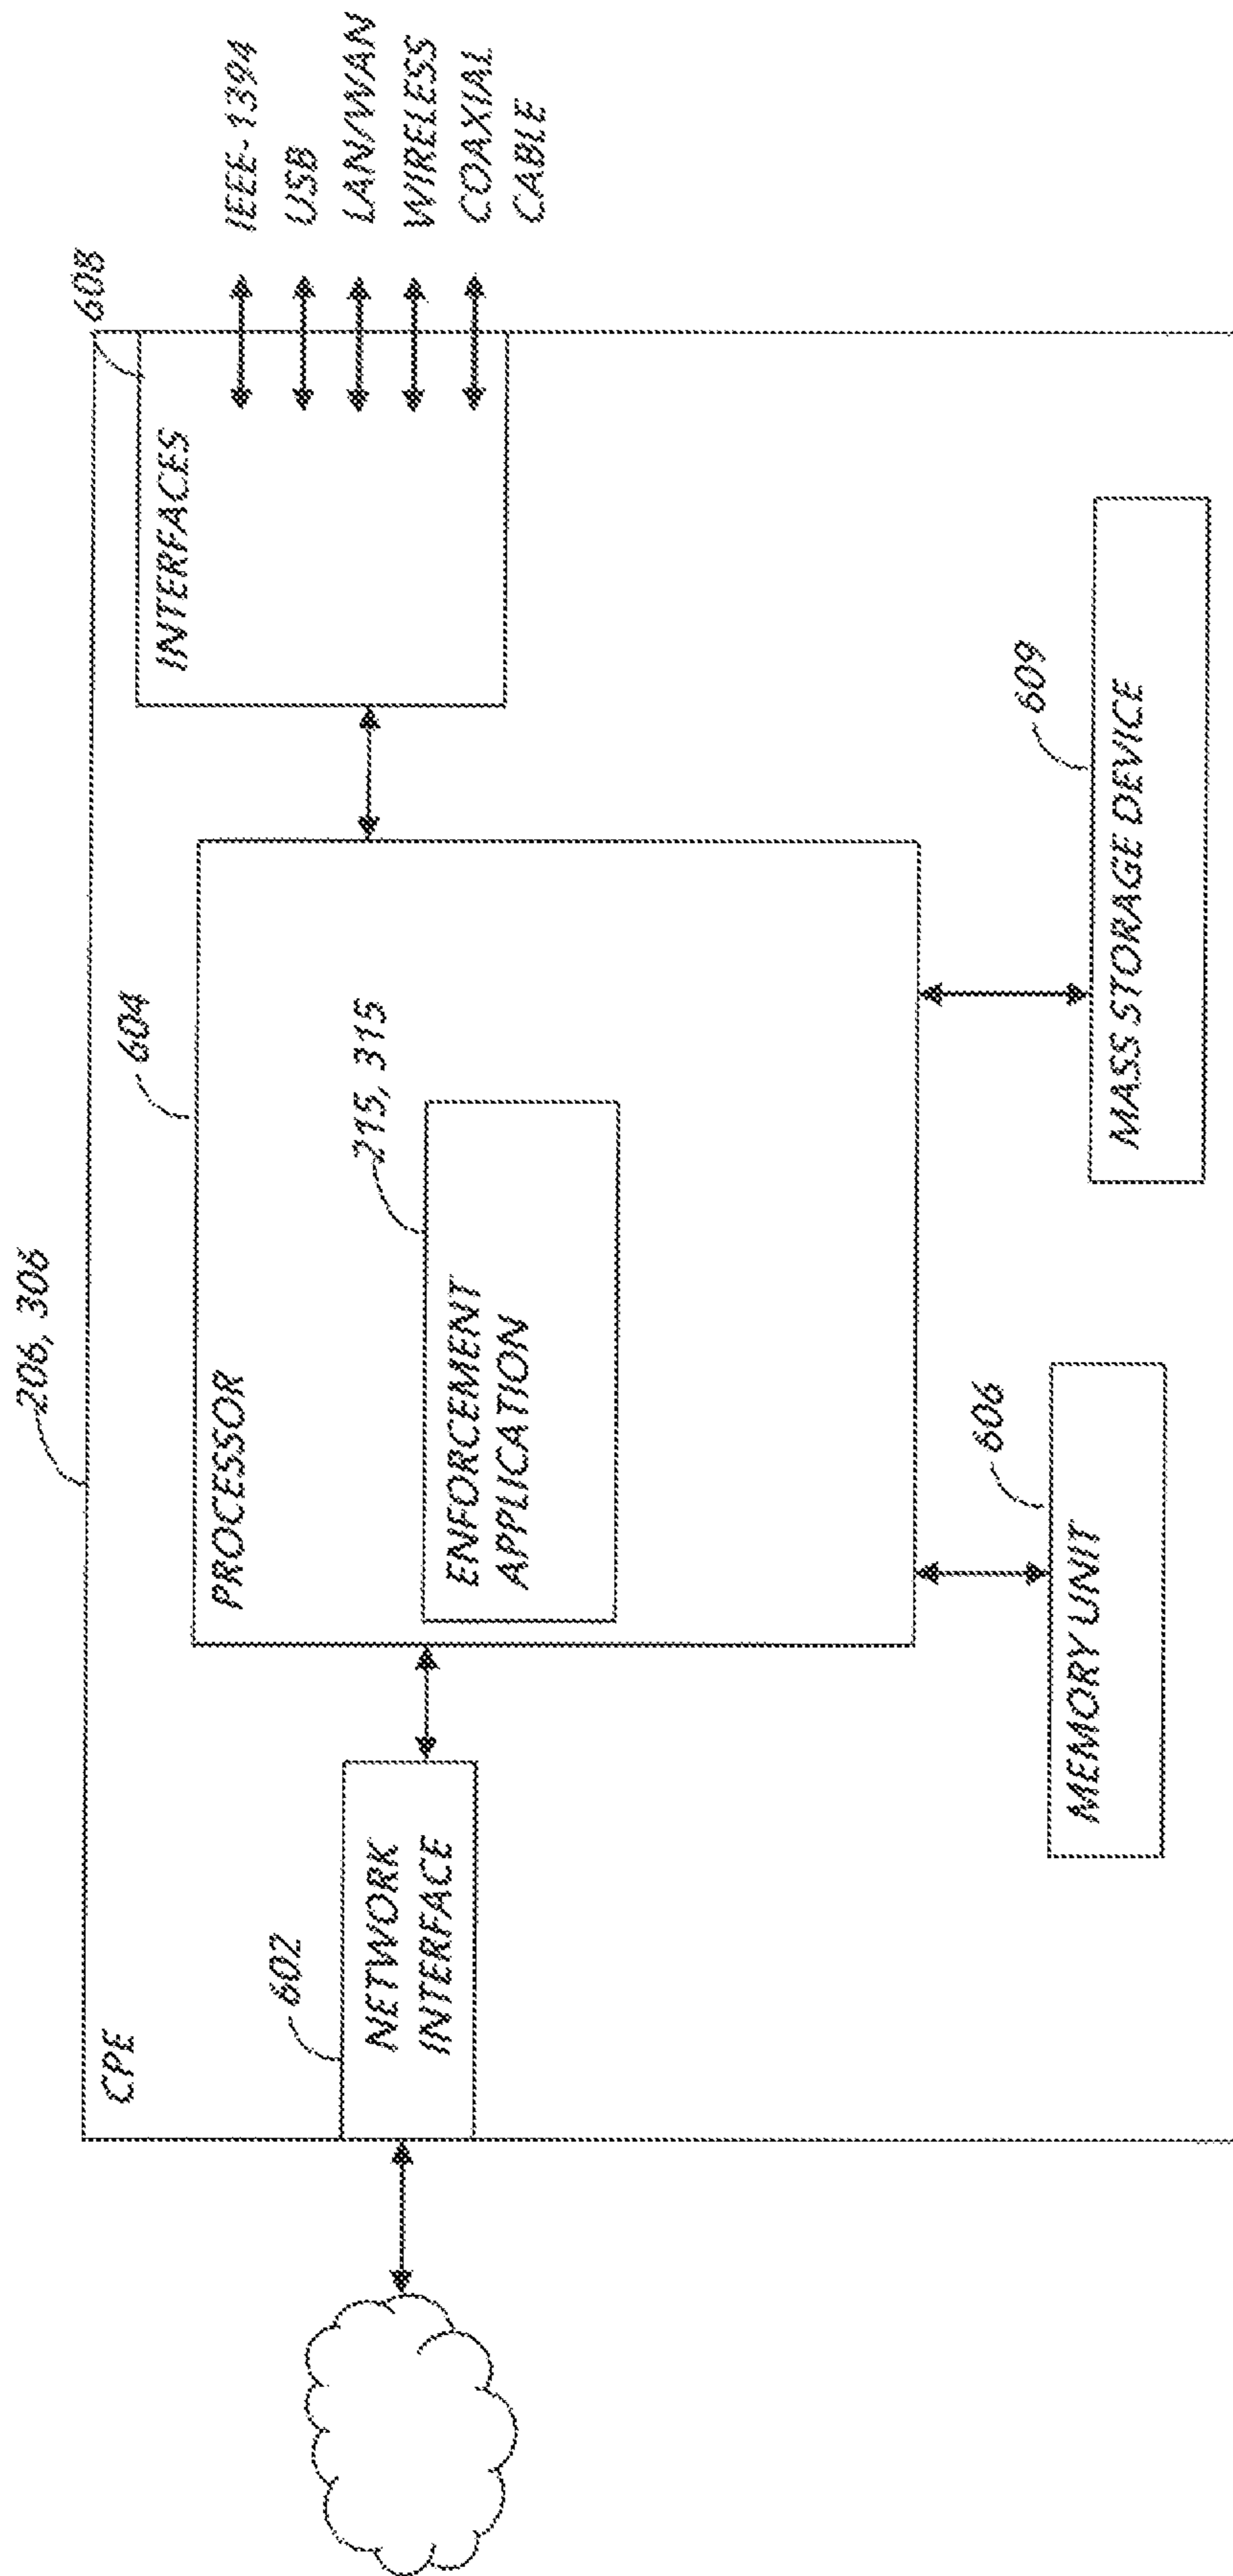 206, 306
CPE
602
NETWORK
INTERFACE
604
PROCESSOR
215, 315
ENFORCEMENT
APPLICATION
608
INTERFACES
IEEE-1394
USB
LAN/WAN
WIRELESS
COAXIAL
CABLE
606
MEMORY UNIT
609
MASS STORAGE DEVICE